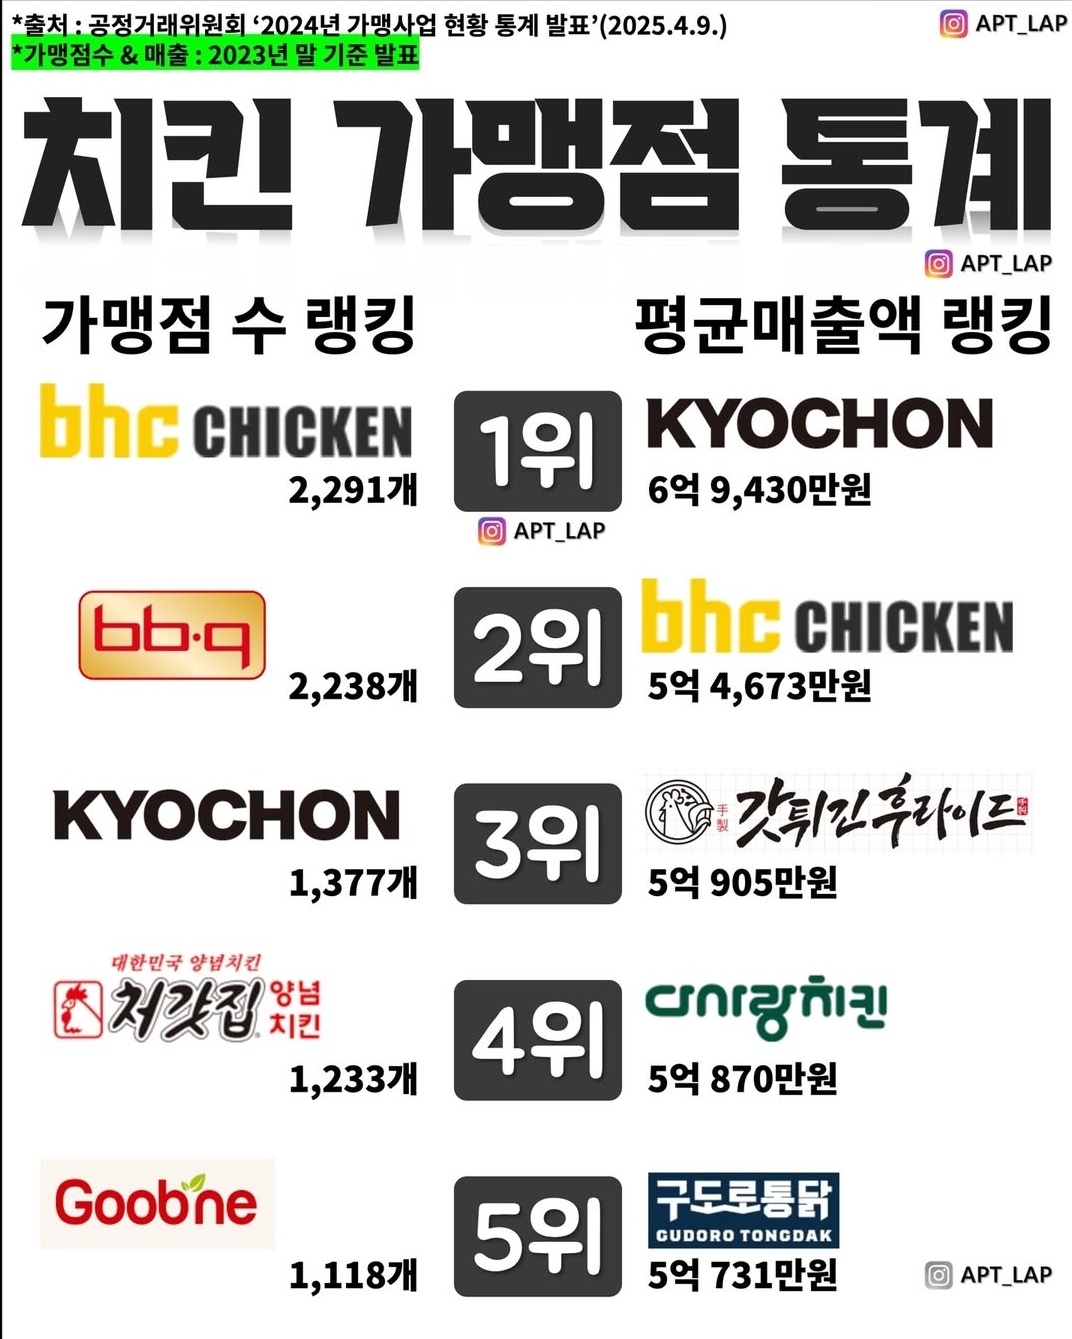 *출처 : 공정거래위원회 ‘2024년 가맹사업 현황 통계 발표’(2025.4.9.)
APT_LAP
*가맹점수 & 매출 : 2023년 말 기준 발표
치킨 가맹점 통계
APT_LAP
가맹점 수 랭킹
평균매출액 랭킹
bhc CHICKEN
2,291개
1위
KYOCHON
6억 9,430만원
APT_LAP
bb.q
2,238개
2위
bhc CHICKEN
5억 4,673만원
KYOCHON
1,377개
3위
手製 갓튀긴후라이드 手製
5억 905만원
대한민국 양념치킨
처갓집 양념
치킨
1,233개
4위
다사랑치킨
5억 870만원
Goobne
1,118개
5위
구도로통닭
GUDORO TONGDAK
5억 731만원
APT_LAP